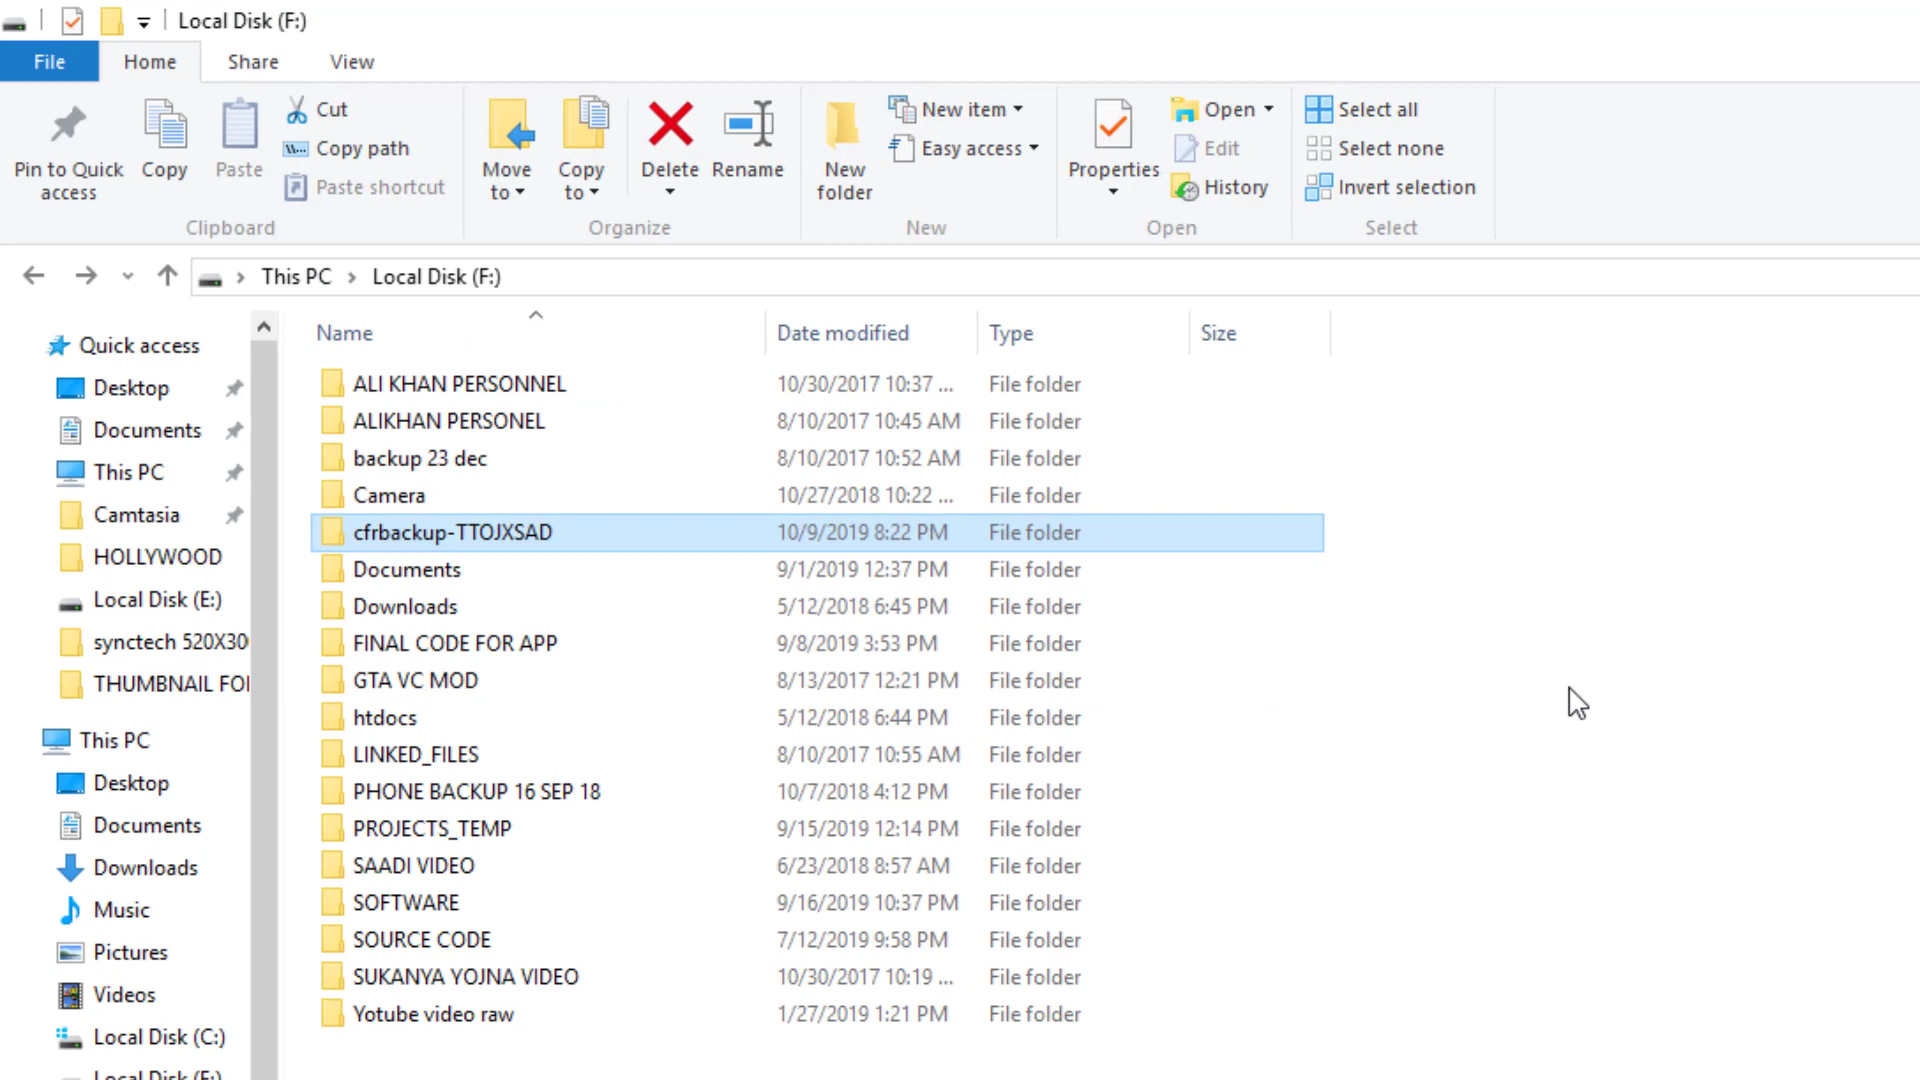 Local Disk (F:)
File Home Share View
Pin to Quick access
Copy
Paste
Cut
Copy path
Paste shortcut
Clipboard
Move to
Copy to
Delete
Rename
Organize
New folder
New item
Easy access
New
Properties
Open
Edit
History
Open
Select all
Select none
Invert selection
Select
This PC Local Disk (F:)
Quick access
Desktop
Documents
This PC
Camtasia
HOLLYWOOD
Local Disk (E:)
synctech 520X30
THUMBNAIL FOI
This PC
Desktop
Documents
Downloads
Music
Pictures
Videos
Local Disk (C:)
Local Disk (E:)
Name Date modified Type Size
ALI KHAN PERSONNEL 10/30/2017 10:37 ... File folder
ALIKHAN PERSONEL 8/10/2017 10:45 AM File folder
backup 23 dec 8/10/2017 10:52 AM File folder
Camera 10/27/2018 10:22 ... File folder
cfrbackup-TTOJXSAD 10/9/2019 8:22 PM File folder
Documents 9/1/2019 12:37 PM File folder
Downloads 5/12/2018 6:45 PM File folder
FINAL CODE FOR APP 9/8/2019 3:53 PM File folder
GTA VC MOD 8/13/2017 12:21 PM File folder
htdocs 5/12/2018 6:44 PM File folder
LINKED_FILES 8/10/2017 10:55 AM File folder
PHONE BACKUP 16 SEP 18 10/7/2018 4:12 PM File folder
PROJECTS_TEMP 9/15/2019 12:14 PM File folder
SAADI VIDEO 6/23/2018 8:57 AM File folder
SOFTWARE 9/16/2019 10:37 PM File folder
SOURCE CODE 7/12/2019 9:58 PM File folder
SUKANYA YOJNA VIDEO 10/30/2017 10:19 ... File folder
Yotube video raw 1/27/2019 1:21 PM File folder